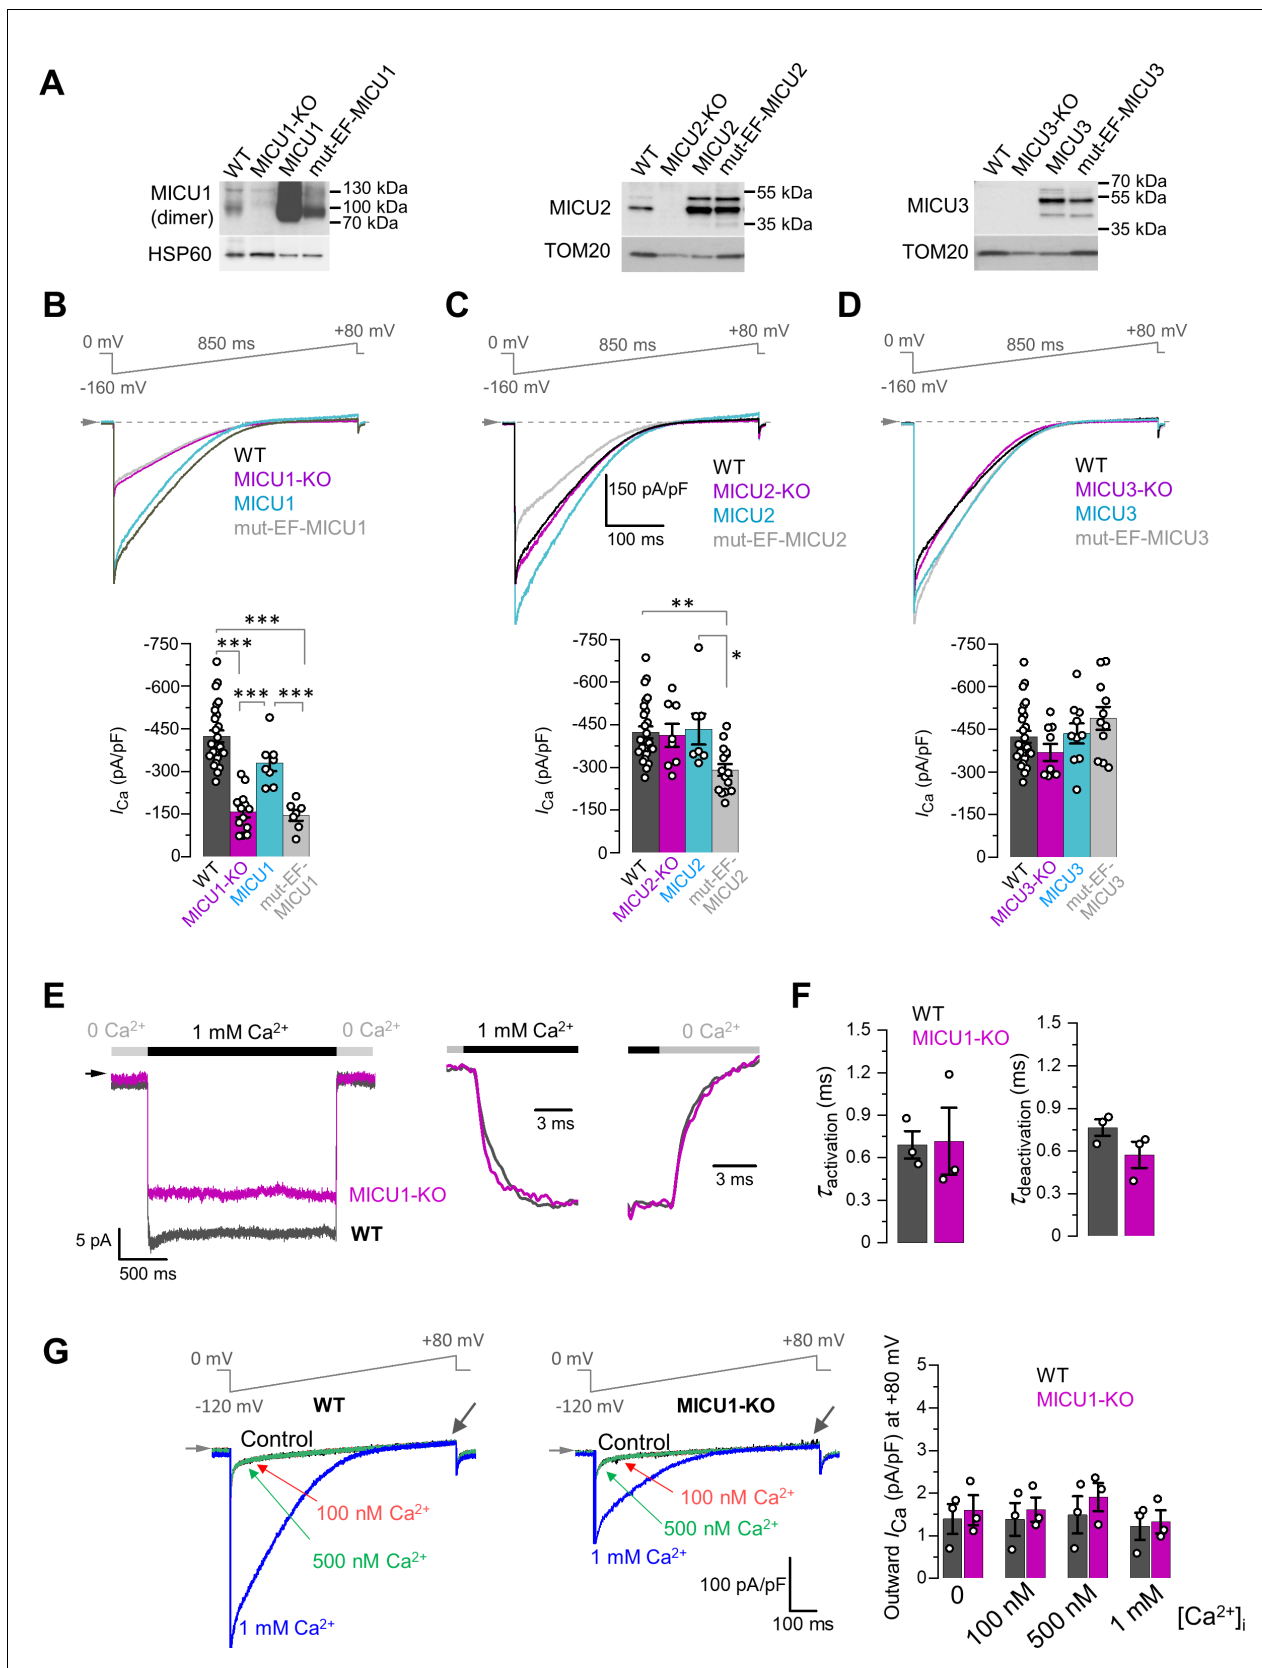 A
WT
MICU1-KO
MICU1
mut-EF-MICU1
MICU1
(dimer)
HSP60
130 kDa
100 kDa
70 kDa
WT
MICU2-KO
MICU2
mut-EF-MICU2
MICU2
TOM20
55 kDa
35 kDa
WT
MICU3-KO
MICU3
mut-EF-MICU3
MICU3
TOM20
70 kDa
55 kDa
35 kDa
B
0 mV
850 ms
+80 mV
-160 mV
WT
MICU1-KO
MICU1
mut-EF-MICU1
***
***
***
***
-750
-600
-450
-300
-150
0
ICa (pA/pF)
WT
MICU1-KO
MICU1
mut-EF-
MICU1
C
0 mV
850 ms
+80 mV
-160 mV
150 pA/pF
100 ms
WT
MICU2-KO
MICU2
mut-EF-MICU2
**
*
-750
-600
-450
-300
-150
0
ICa (pA/pF)
WT
MICU2-KO
MICU2
mut-EF-
MICU2
D
0 mV
850 ms
+80 mV
-160 mV
WT
MICU3-KO
MICU3
mut-EF-MICU3
-750
-600
-450
-300
-150
0
ICa (pA/pF)
WT
MICU3-KO
MICU3
mut-EF-
MICU3
E
0 Ca²⁺
1 mM Ca²⁺
0 Ca²⁺
MICU1-KO
WT
5 pA
500 ms
1 mM Ca²⁺
3 ms
0 Ca²⁺
3 ms
F
WT
MICU1-KO
1.5
1.2
0.9
0.6
0.3
0
τactivation (ms)
1.5
1.2
0.9
0.6
0.3
0
τdeactivation (ms)
G
0 mV
+80 mV
-120 mV
WT
Control
100 nM Ca²⁺
500 nM Ca²⁺
1 mM Ca²⁺
0 mV
+80 mV
-120 mV
MICU1-KO
Control
100 nM Ca²⁺
500 nM Ca²⁺
1 mM Ca²⁺
100 pA/pF
100 ms
Outward ICa (pA/pF) at +80 mV
5
4
3
2
1
0
WT
MICU1-KO
0
100 nM
500 nM
1 mM
[Ca²⁺]i